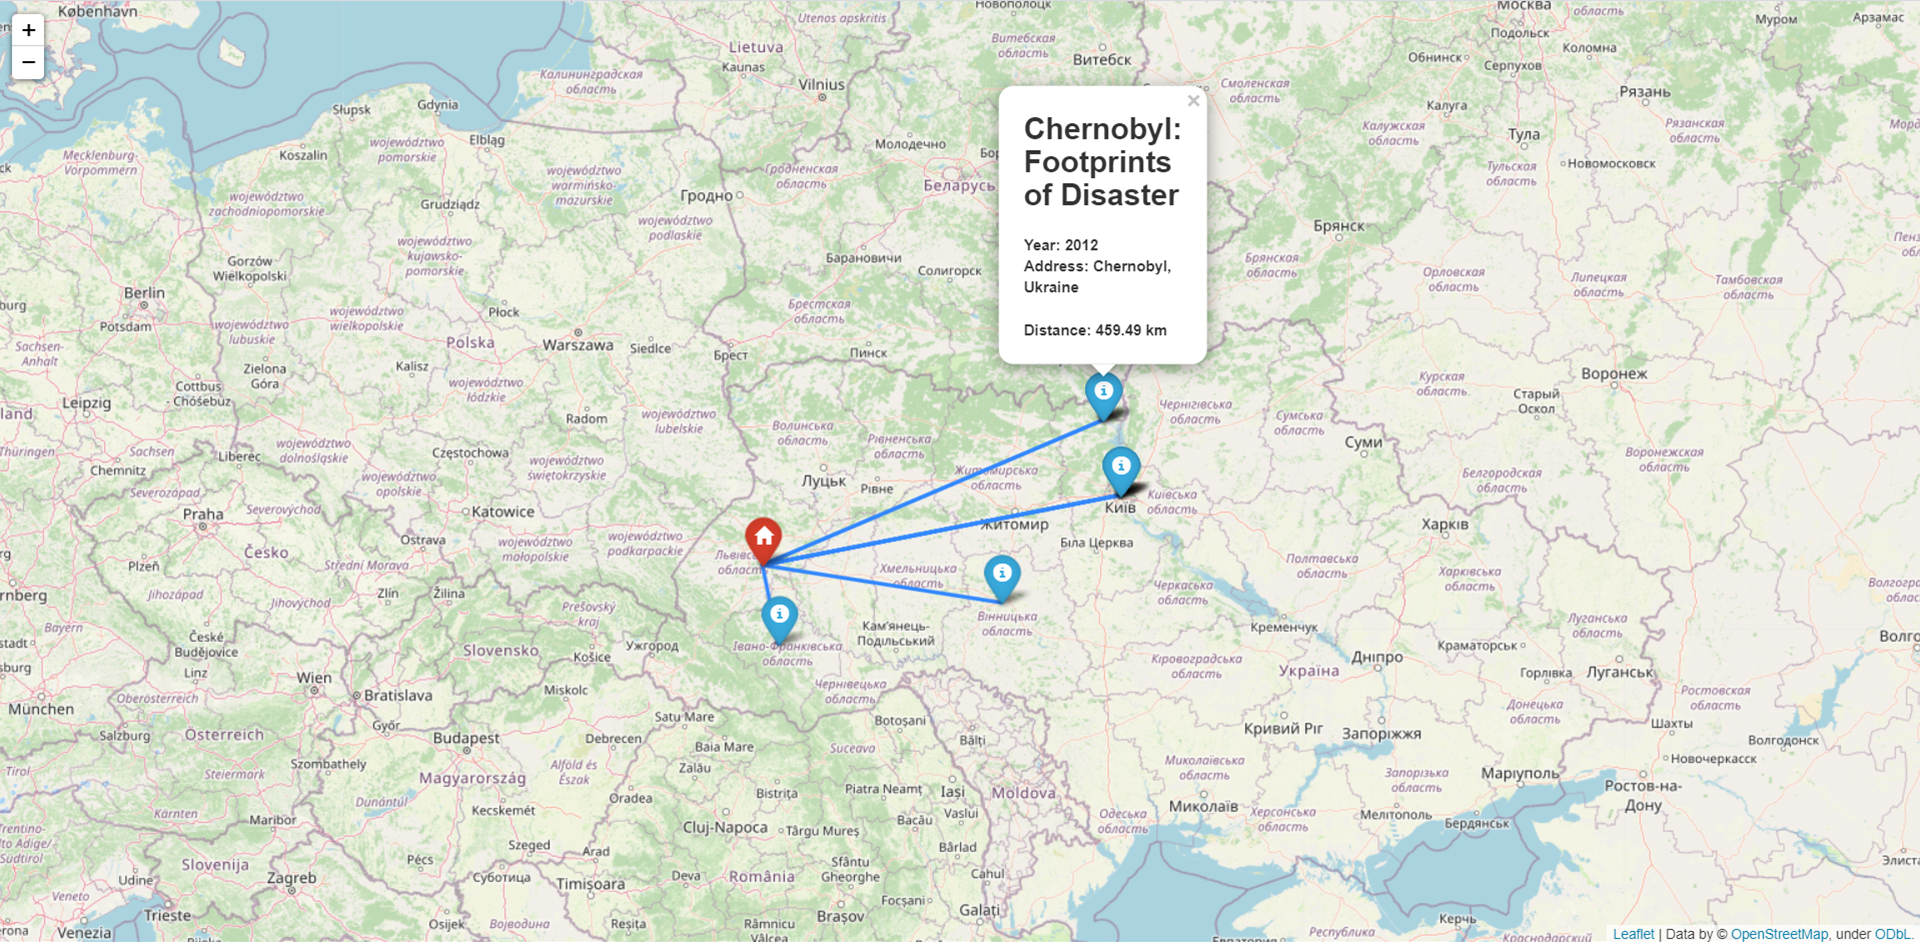 +
−
København
Utenos apskritis
Новополоцк
Москва
область
Муром
Арзамас
Подольск
Lietuva
Kaunas
Vilnius
Витебская
область
Витебск
Обнинск
Серпухов
Коломна
Калининградская
область
Słupsk
Gdynia
Смоленская
область
Калуга
Рязань
Elbląg
Koszalin
Молодечно
×
Chernobyl:
Footprints
of Disaster
Year: 2012
Address: Chernobyl,
Ukraine
Distance: 459.49 km
Калужская
область
Тула
Рязанская
область
Mecklenburg
Vorpommern
województwo
pomorskie
województwo
warmińsko-
mazurskie
Гродненская
область
Беларусь
Тульская
область
Новомосковск
województwo
zachodniopomorskie
Grudziądz
Гродно
województwo
podlaskie
Брянск
województwo
kujawsko-
pomorskie
Gorzów
Wielkopolski
Барановичи
Солигорск
Брянская
область
Орловская
область
Липецкая
область
Тамбовская
область
Berlin
Potsdam
województwo
lubuskie
województwo
wielkopolskie
Płock
Брестская
область
Sachsen-
Anhalt
Zielona
Góra
Kalisz
Polska
Warszawa
Siedlce
Брест
Пинск
Cottbus
- Chóśebuz
Leipzig
województwo
łódzkie
Radom
województwo
lubelskie
Курская
область
Воронеж
Старый
Оскол
Волинська
область
Рівненська
область
Чернігівська
область
Сумська
область
Суми
Thüringen
Sachsen
Chemnitz
Liberec
województwo
dolnośląskie
Częstochowa
województwo
świętokrzyskie
województwo
opolskie
Луцьк
Рівне
Житомирська
область
Київська
область
Київ
Белгородская
область
Воронежская
область
Severozápad
Severovýchod
Praha
Katowice
Житомир
Біла Церква
Харків
Plzeň
Česko
Ostrava
Střední Morava
województwo
małopolskie
województwo
podkarpackie
Хмельницька
область
Полтавська
область
Харківська
область
Jihozápad
Jihovýchod
Zlín
Žilina
Prešovský
kraj
Вінницька
область
Черкаська
область
Bayern
České
Budějovice
Slovensko
Košice
Ужгород
Івано-Франківська
область
Кам'янець-
Подільський
Кременчук
Луганська
область
Linz
Wien
Bratislava
Кіровоградська
область
Україна
Дніпро
Краматорськ
Горлівка
Луганськ
München
Oberösterreich
Miskolc
Чернівецька
область
Донецька
область
Ростовская
область
Salzburg
Österreich
Győr
Budapest
Satu Mare
Debrecen
Baia Mare
Botoșani
Suceava
Bălți
Кривий Ріг
Запоріжжя
Шахты
Волгодонск
Новочеркасск
Tirol
Steiermark
Szombathely
Magyarország
Alföld és
Észak
Zalău
Миколаївська
область
Запорізька
область
Маріуполь
Ростов-на-
Дону
Kärnten
Maribor
Dunántúl
Kecskemét
Oradea
Bistrița
Piatra Neamț
Iași
Vaslui
Moldova
Миколаїв
Одеська
область
Херсонська
область
Мелітополь
Бердянськ
Cluj-Napoca
Târgu Mureș
Bacău
Slovenija
Szeged
Arad
Pécs
Bârlad
Udine
Zagreb
Суботица
Timișoara
Deva
România
Sfântu
Gheorghe
Cahul
Veneto
Venezia
Trieste
Osijek
Војводина
Reșița
Râmnicu
Vâlcea
Brașov
Focșani
Galați
Керчь
Leaflet | Data by © OpenStreetMap, under ODbL.